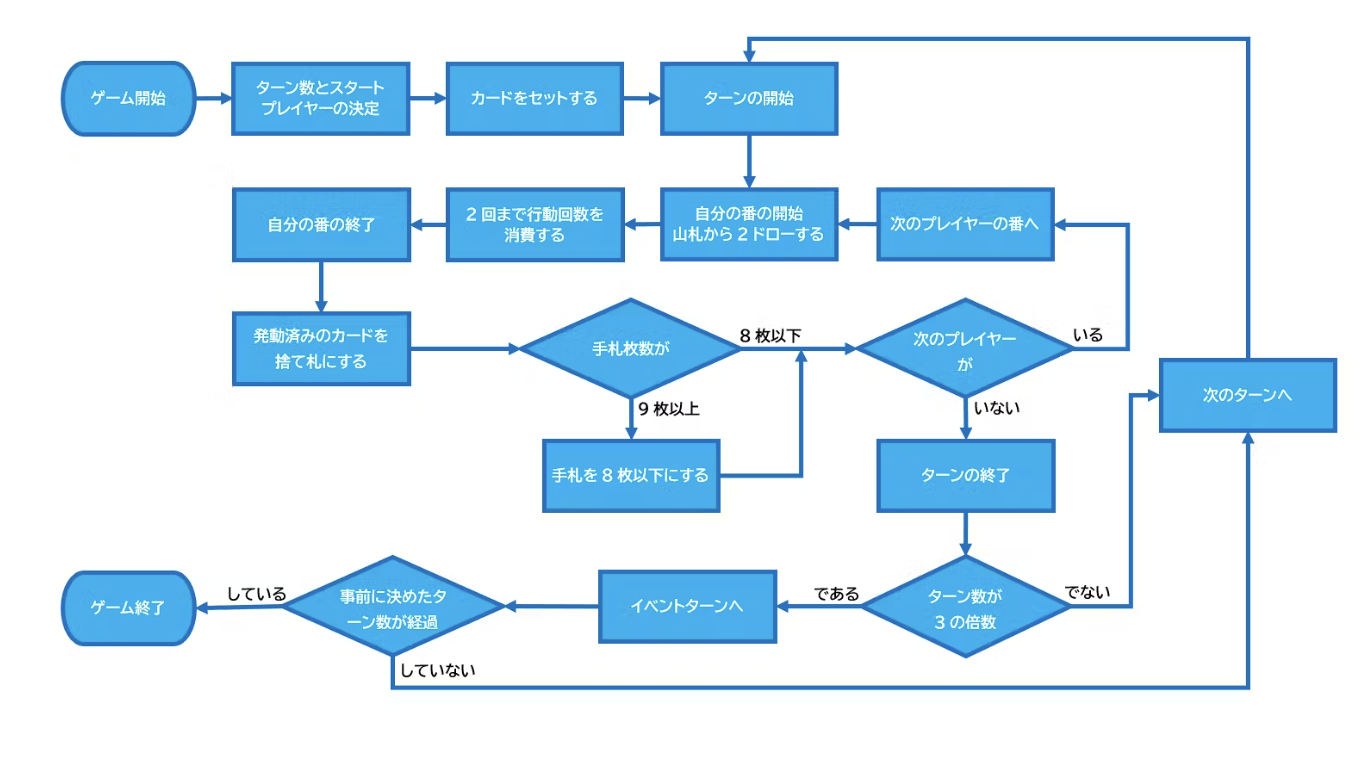 ゲーム開始
ターン数とスタート
プレイヤーの決定
カードをセットする
ターンの開始
自分の番の終了
2回まで行動回数を
消費する
自分の番の開始
山札から2ドローする
次のプレイヤーの番へ
発動済みのカードを
捨て札にする
手札枚数が
8枚以下
次のプレイヤー
が
いる
9枚以上
いない
次のターンへ
手札を8枚以下にする
ターンの終了
ゲーム終了
している
事前に決めたタ
ーン数が経過
イベントターンへ
である
ターン数が
3の倍数
でない
していない